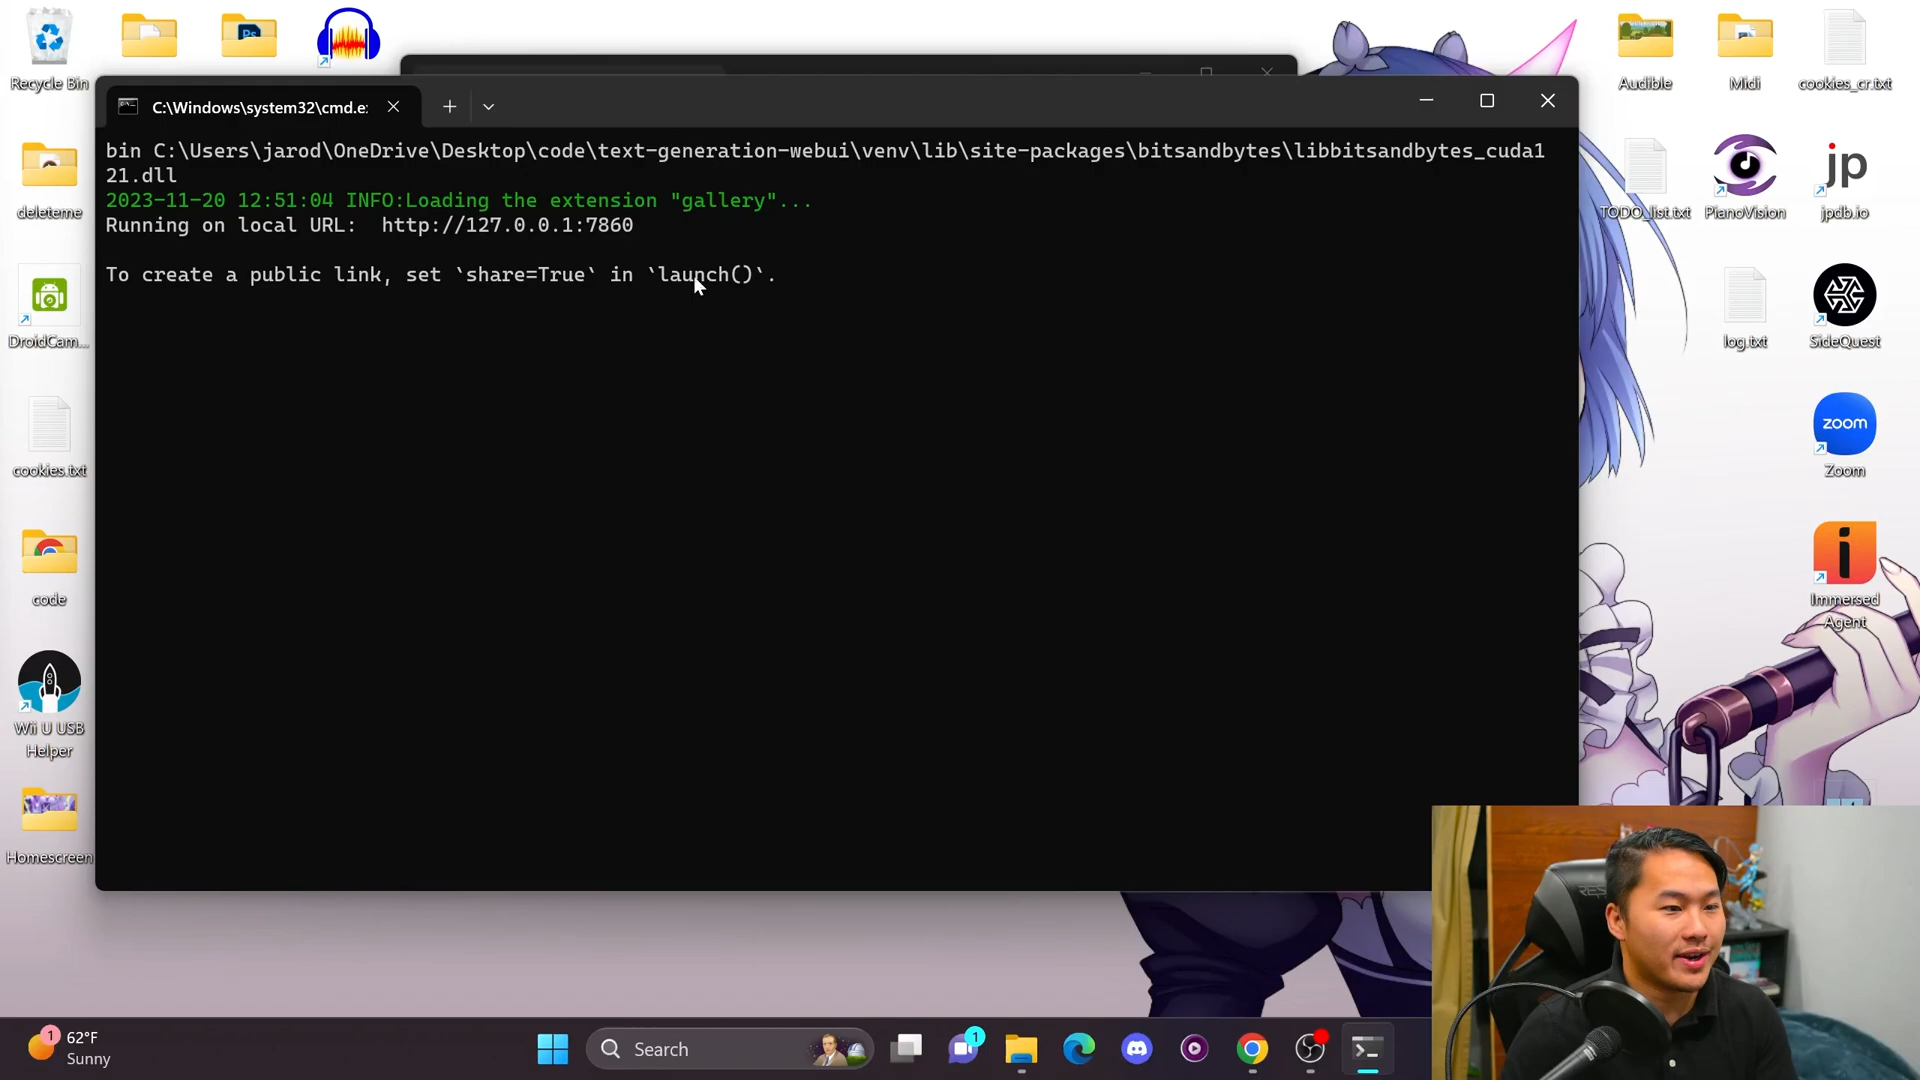 Recycle Bin
Audible
Midi
cookies_cr.txt
C:\Windows\system32\cmd.e:
bin C:\Users\jarod\OneDrive\Desktop\code\text-generation-webui\venv\lib\site-packages\bitsandbytes\libbitsandbytes_cuda1
21.dll
2023-11-20 12:51:04 INFO:Loading the extension "gallery"...
Running on local URL:  http://127.0.0.1:7860
To create a public link, set `share=True` in `launch()`.
deleteme
TODO_list.txt
PianoVision
jp
jpdb.io
DroidCam...
log.txt
SideQuest
cookies.txt
zoom
Zoom
code
i
Immersed
Agent
Wii U USB
Helper
Homescreen
Ps
1
62°F
Sunny
Search
1